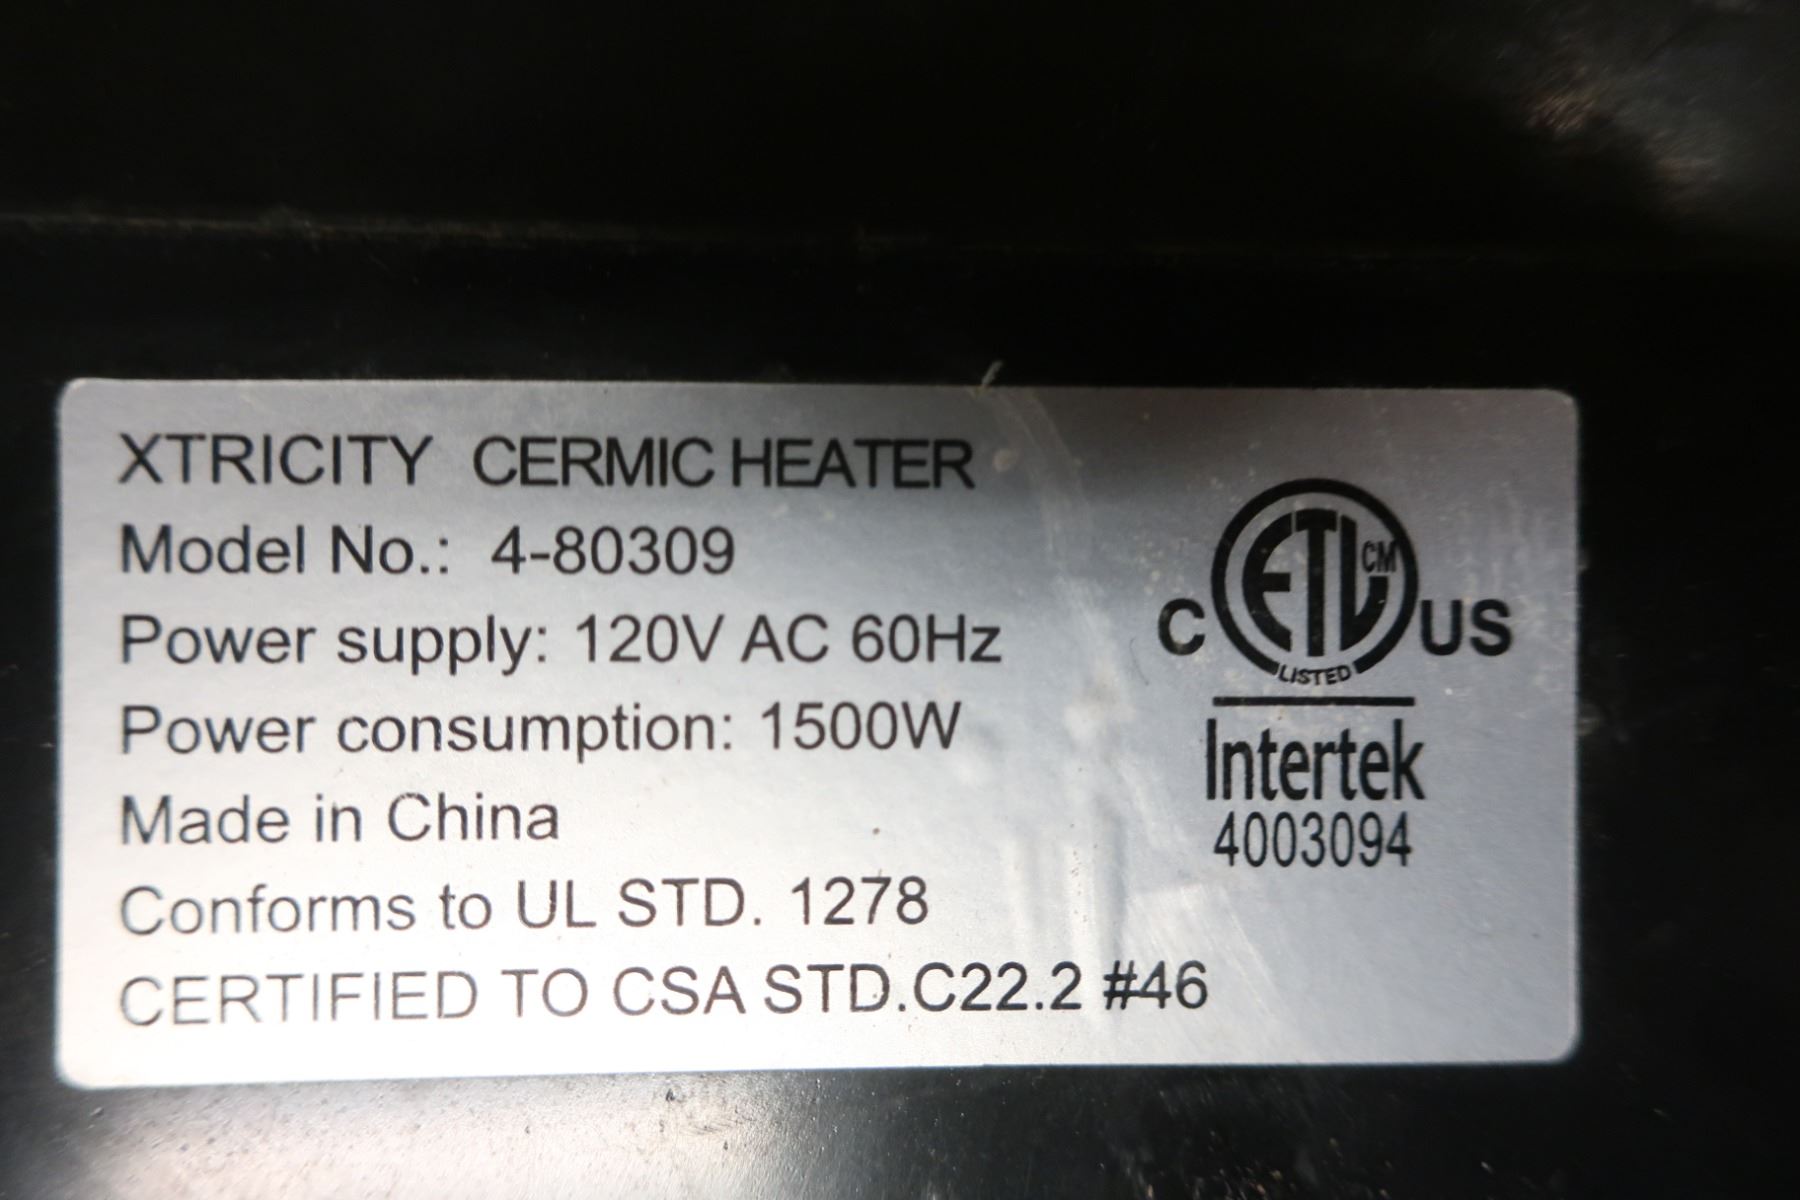 XTRICITY CERMIC HEATER
Model No.: 4-80309
Power supply: 120V AC 60Hz
Power consumption: 1500W
Made in China
Conforms to UL STD. 1278
CERTIFIED TO CSA STD.C22.2 #46
C ETL CM US
LISTED
Intertek
4003094